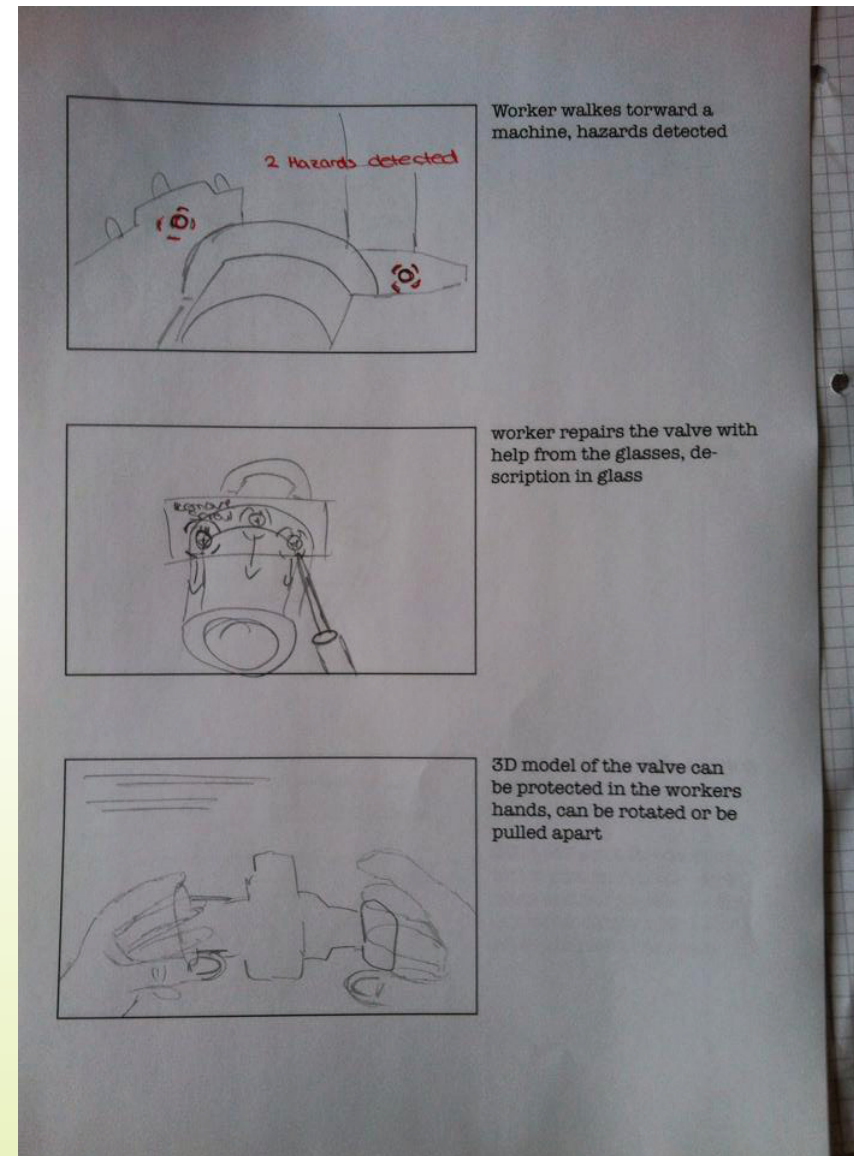 Worker walkes torward a
machine, hazards detected
2 Hazards detected
worker repairs the valve with
help from the glasses, de-
scription in glass
Remove
3D model of the valve can
be protected in the workers
hands, can be rotated or be
pulled apart